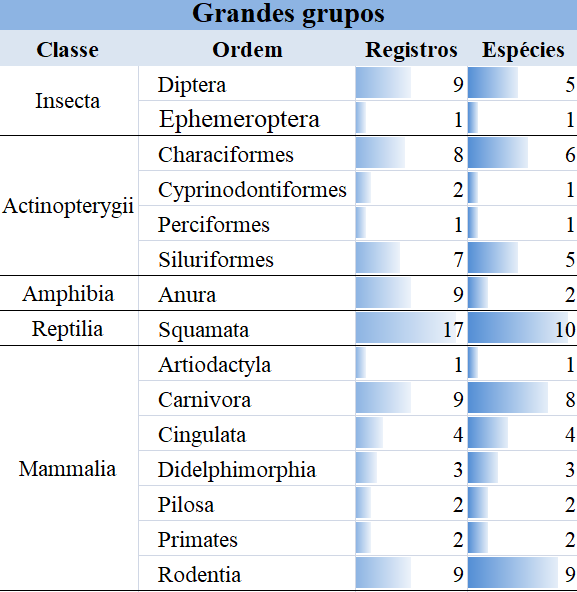 Grandes grupos
Classe Ordem Registros Espécies
Insecta
Diptera 9 5
Ephemeroptera 1 1
Actinopterygii
Characiformes 8 6
Cyprinodontiformes 2 1
Perciformes 1 1
Siluriformes 7 5
Amphibia Anura 9 2
Reptilia Squamata 17 10
Mammalia
Artiodactyla 1 1
Carnivora 9 8
Cingulata 4 4
Didelphimorphia 3 3
Pilosa 2 2
Primates 2 2
Rodentia 9 9